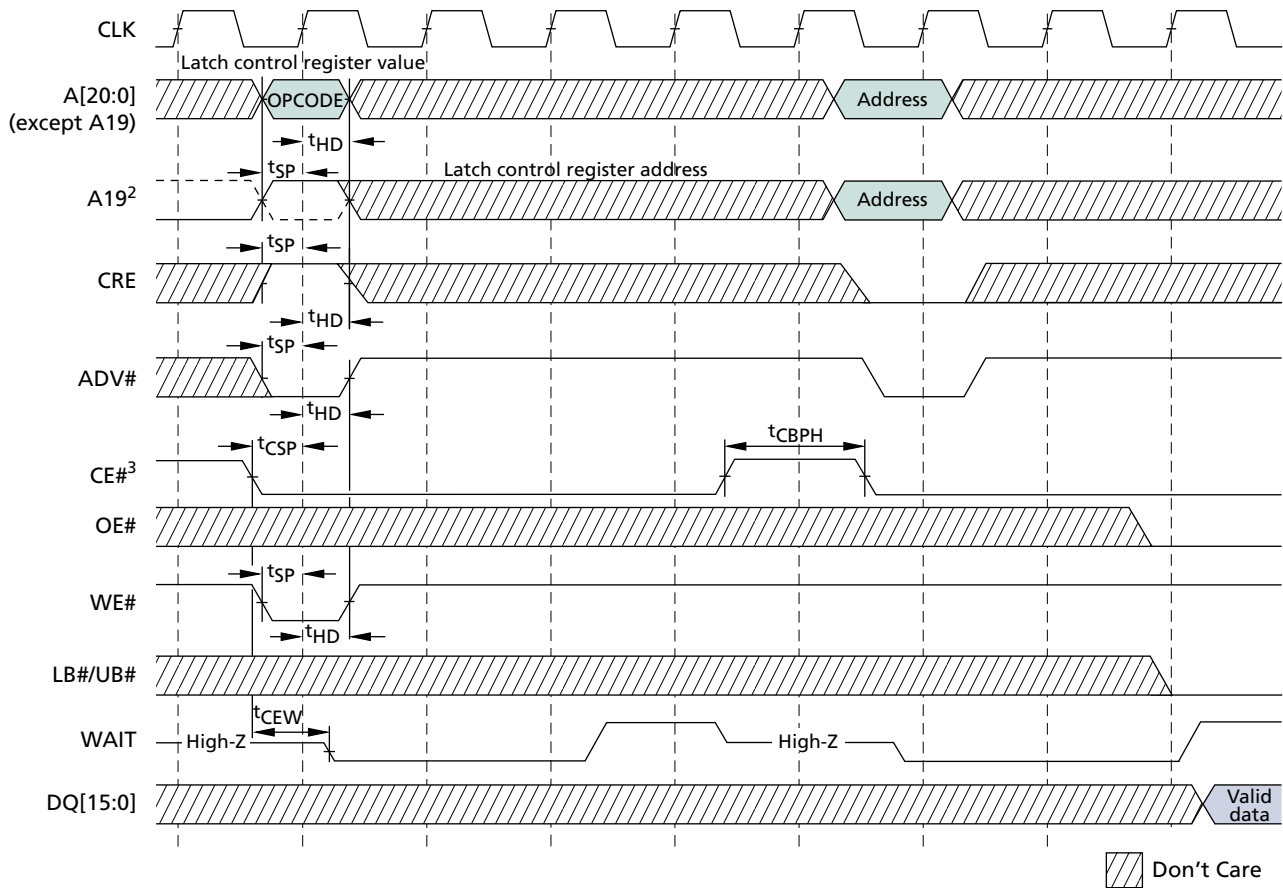 CLK
Latch control register value
A[20:0]
(except A19)
OPCODE
Address
tHD
tSP
Latch control register address
A19²
Address
tSP
CRE
tHD
tSP
ADV#
tHD
tCSP
tCBPH
CE#³
OE#
tSP
WE#
tHD
LB#/UB#
tCEW
WAIT
High-Z
High-Z
DQ[15:0]
Valid
data
Don't Care